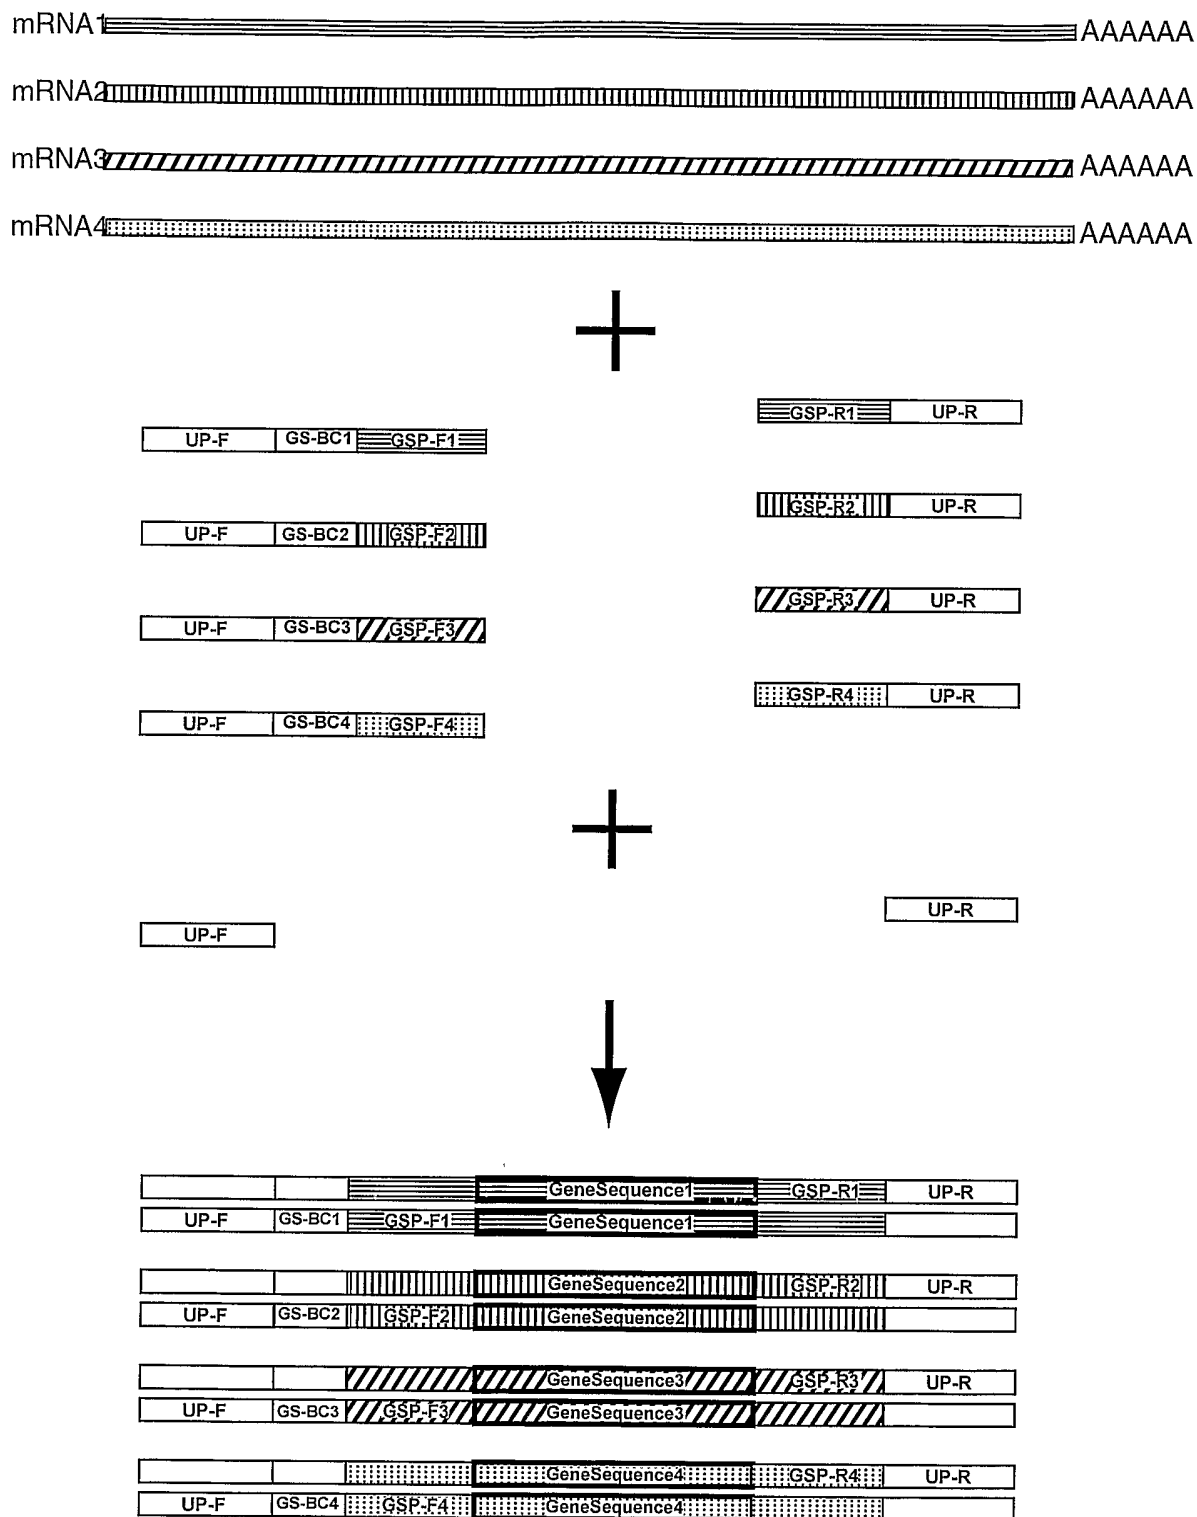 mRNA1 AAAAAA
mRNA2 AAAAAA
mRNA3 AAAAAA
mRNA4 AAAAAA
GSP-R1 UP-R
UP-F GS-BC1 GSP-F1
GSP-R2 UP-R
UP-F GS-BC2 GSP-F2
GSP-R3 UP-R
UP-F GS-BC3 GSP-F3
GSP-R4 UP-R
UP-F GS-BC4 GSP-F4
UP-R
UP-F
GeneSequence1 GSP-R1 UP-R
UP-F GS-BC1 GSP-F1 GeneSequence1
GeneSequence2 GSP-R2 UP-R
UP-F GS-BC2 GSP-F2 GeneSequence2
GeneSequence3 GSP-R3 UP-R
UP-F GS-BC3 GSP-F3 GeneSequence3
GeneSequence4 GSP-R4 UP-R
UP-F GS-BC4 GSP-F4 GeneSequence4